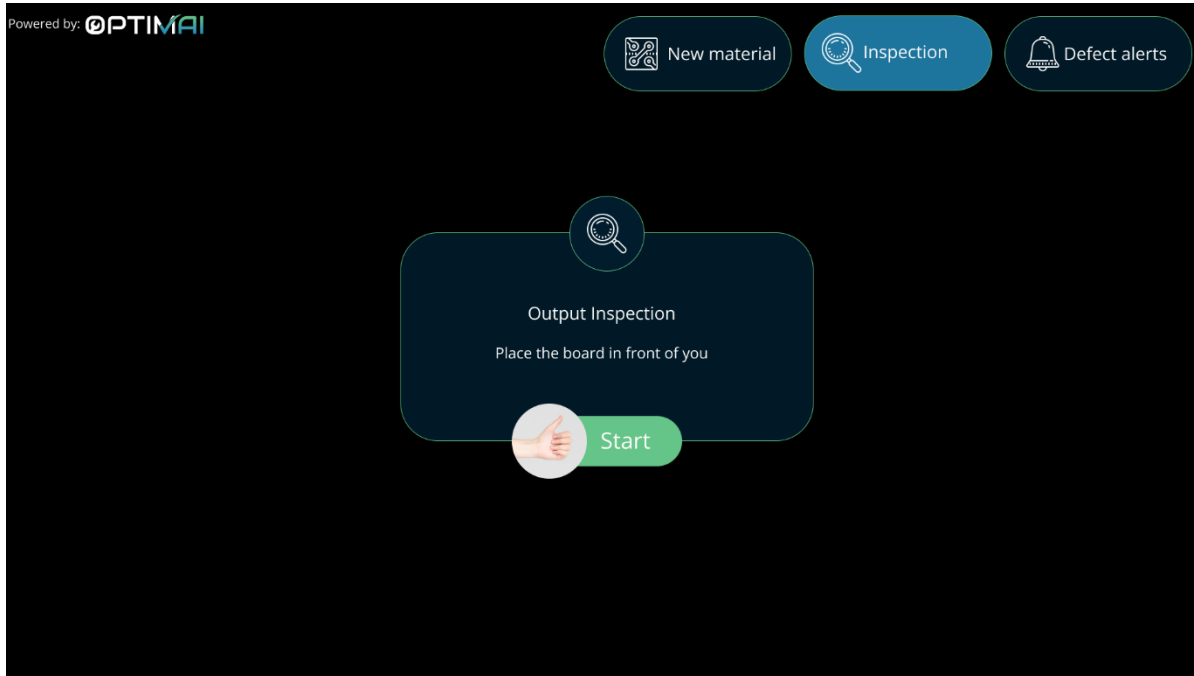 Powered by: OPTIMAI
New material
Inspection
Defect alerts
Output Inspection
Place the board in front of you
Start